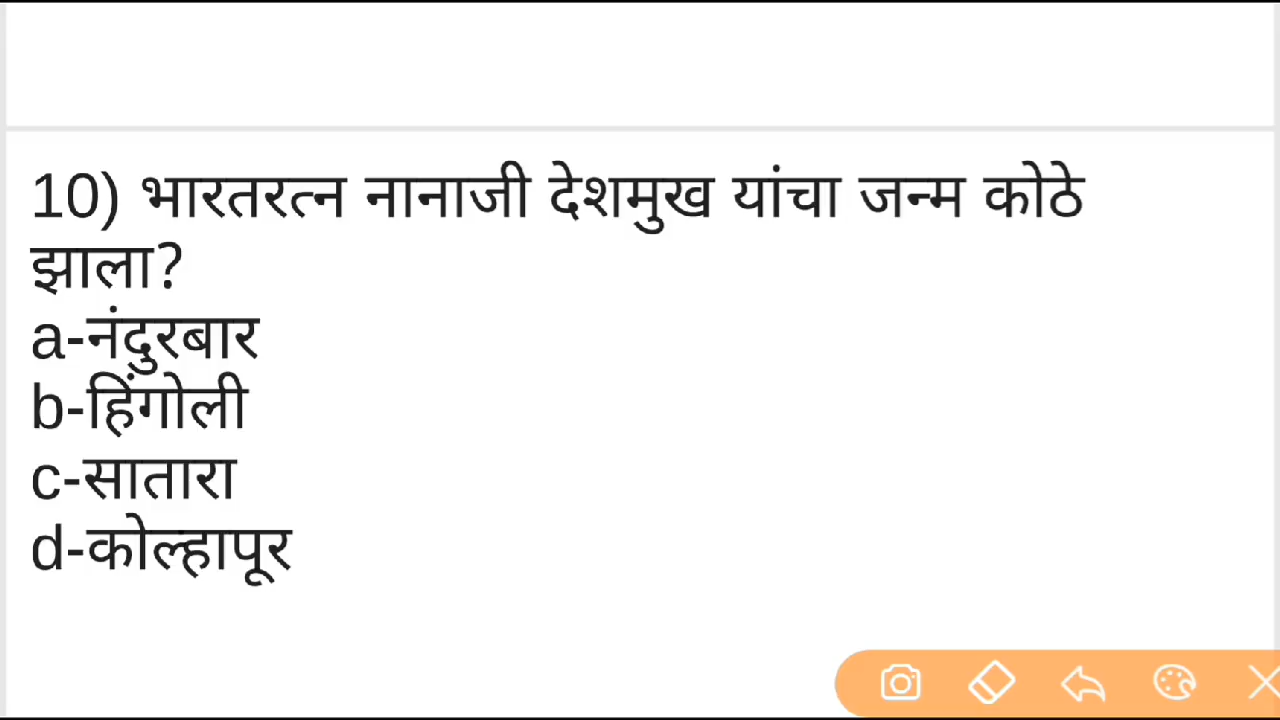 10) भारतरत्न नानाजी देशमुख यांचा जन्म कोठे
झाला?
a-नंदुरबार
b-हिंगोली
c-सातारा
d-कोल्हापूर